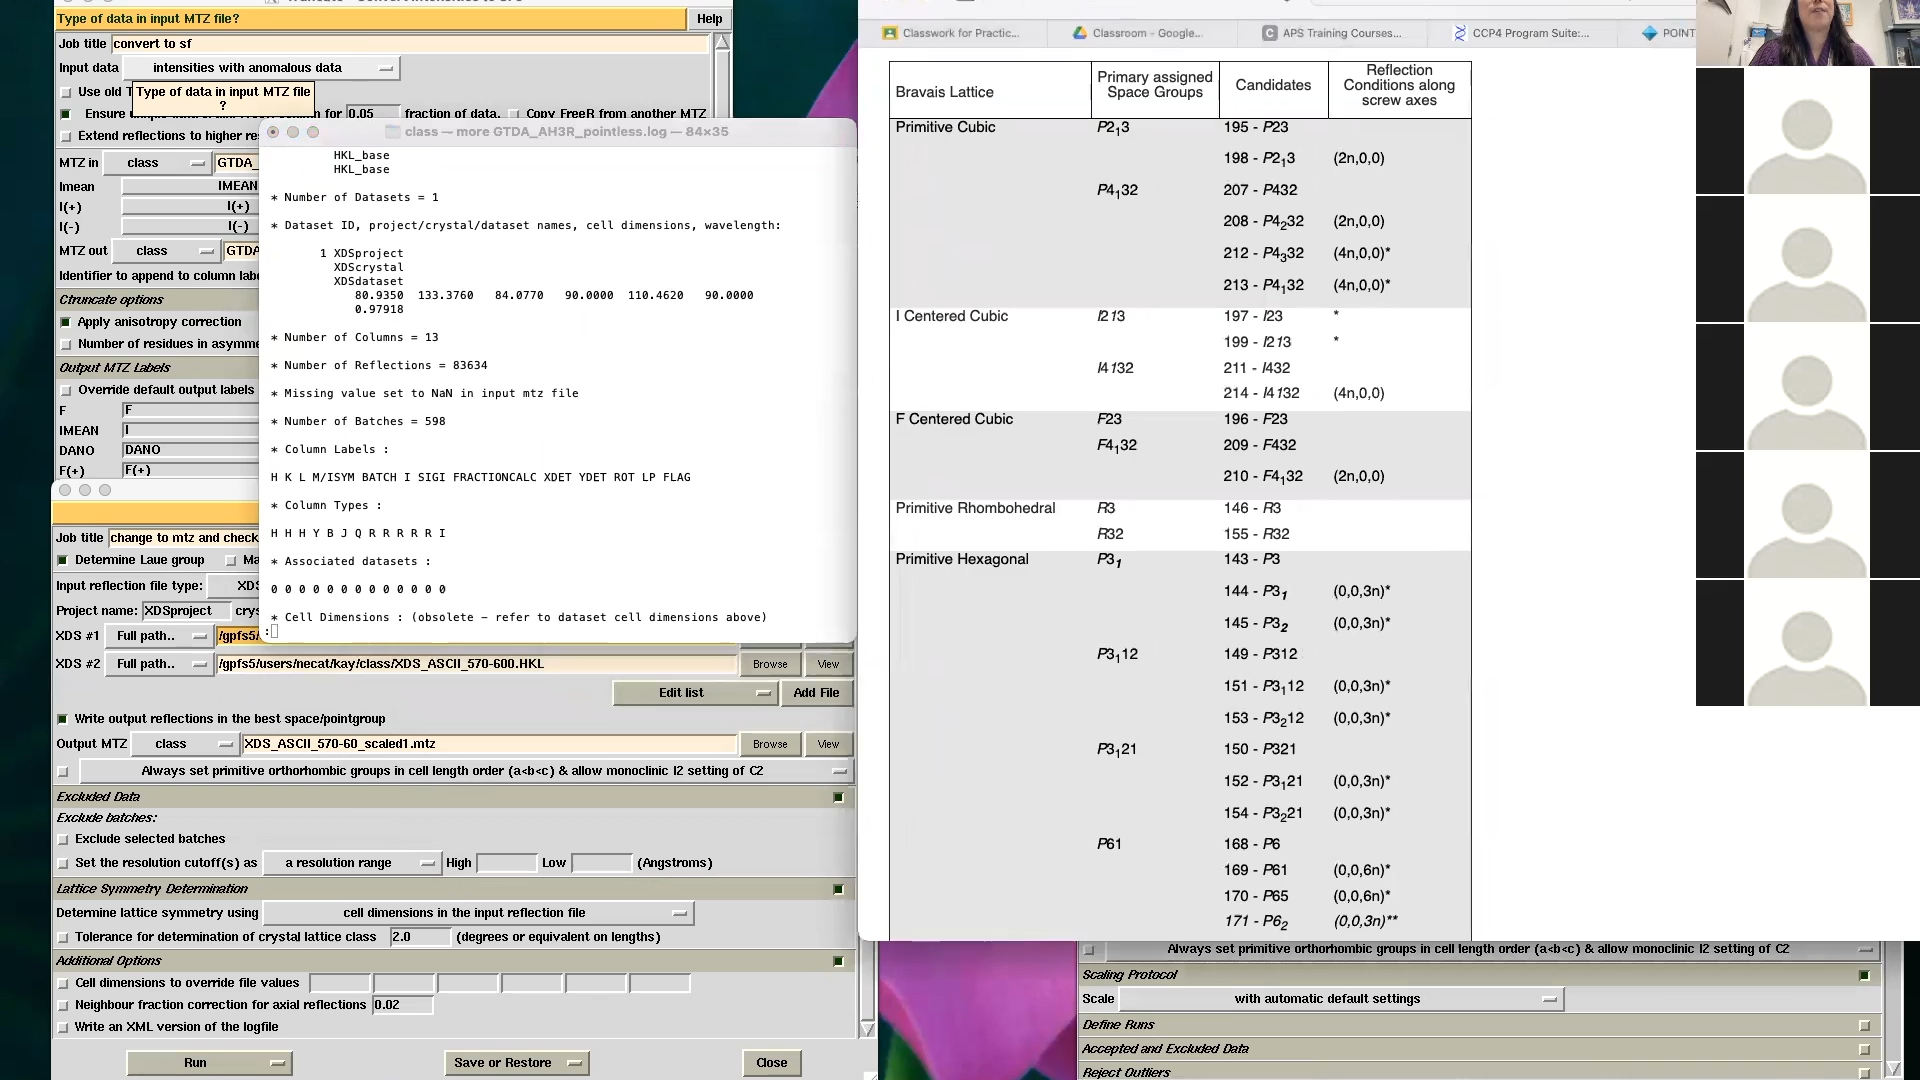 Type of data in input MTZ file?
Help
Job title convert to sf
Input data intensities with anomalous data
Use old T
Type of data in input MTZ file
?
Ensure
for 0.05 fraction of data. Copy FreeR from another MTZ
Extend reflections to higher res
MTZ in class GTDA_
Imean IMEAN
I(+) I(+)
I(-) I(-)
MTZ out class GTDA
Identifier to append to column labe
Ctruncate options
Apply anisotropy correction
Number of residues in asymme
Output MTZ Labels
Override default output labels
F F
IMEAN I
DANO DANO
F(+) F(+)
class — more GTDA_AH3R_pointless.log — 84×35
HKL_base
HKL_base
* Number of Datasets = 1
* Dataset ID, project/crystal/dataset names, cell dimensions, wavelength:
1 XDSproject
XDScrystal
XDSdataset
80.9350 133.3760 84.0770 90.0000 110.4620 90.0000
0.97918
* Number of Columns = 13
* Number of Reflections = 83634
* Missing value set to NaN in input mtz file
* Number of Batches = 598
* Column Labels :
H K L M/ISYM BATCH I SIGI FRACTIONCALC XDET YDET ROT LP FLAG
* Column Types :
H H H Y B J Q R R R R R I
* Associated datasets :
0 0 0 0 0 0 0 0 0 0 0 0 0
* Cell Dimensions : (obsolete – refer to dataset cell dimensions above)
:
Job title change to mtz and check
Determine Laue group Ma
Input reflection file type: XDS
Project name: XDSproject crys
XDS #1 Full path.. /gpfs5/
XDS #2 Full path.. /gpfs5/users/necat/kay/class/XDS_ASCII_570-600.HKL Browse View
Edit list Add File
Write output reflections in the best space/pointgroup
Output MTZ class XDS_ASCII_570-60_scaled1.mtz Browse View
Always set primitive orthorhombic groups in cell length order (a<b<c) & allow monoclinic I2 setting of C2
Excluded Data
Exclude batches:
Exclude selected batches
Set the resolution cutoff(s) as a resolution range High Low (Angstroms)
Lattice Symmetry Determination
Determine lattice symmetry using cell dimensions in the input reflection file
Tolerance for determination of crystal lattice class 2.0 (degrees or equivalent on lengths)
Additional Options
Cell dimensions to override file values
Neighbour fraction correction for axial reflections 0.02
Write an XML version of the logfile
Run Save or Restore Close
Classwork for Practic... Classroom - Google... APS Training Courses... CCP4 Program Suite:... POINT
Bravais Lattice Primary assigned Space Groups Candidates Reflection Conditions along screw axes
Primitive Cubic P2₁3 195 - P23
198 - P2₁3 (2n,0,0)
P4₁32 207 - P432
208 - P4₂32 (2n,0,0)
212 - P4₃32 (4n,0,0)*
213 - P4₁32 (4n,0,0)*
I Centered Cubic I213 197 - I23 *
199 - I213 *
I4132 211 - I432
214 - I4132 (4n,0,0)
F Centered Cubic F23 196 - F23
F4₁32 209 - F432
210 - F4₁32 (2n,0,0)
Primitive Rhombohedral R3 146 - R3
R32 155 - R32
Primitive Hexagonal P3₁ 143 - P3
144 - P3₁ (0,0,3n)*
145 - P3₂ (0,0,3n)*
P3₁12 149 - P312
151 - P3₁12 (0,0,3n)*
153 - P3₂12 (0,0,3n)*
P3₁21 150 - P321
152 - P3₁21 (0,0,3n)*
154 - P3₂21 (0,0,3n)*
P61 168 - P6
169 - P61 (0,0,6n)*
170 - P65 (0,0,6n)*
171 - P6₂ (0,0,3n)**
Always set primitive orthorhombic groups in cell length order (a<b<c) & allow monoclinic I2 setting of C2
Scaling Protocol
Scale with automatic default settings
Define Runs
Accepted and Excluded Data
Reject Outliers